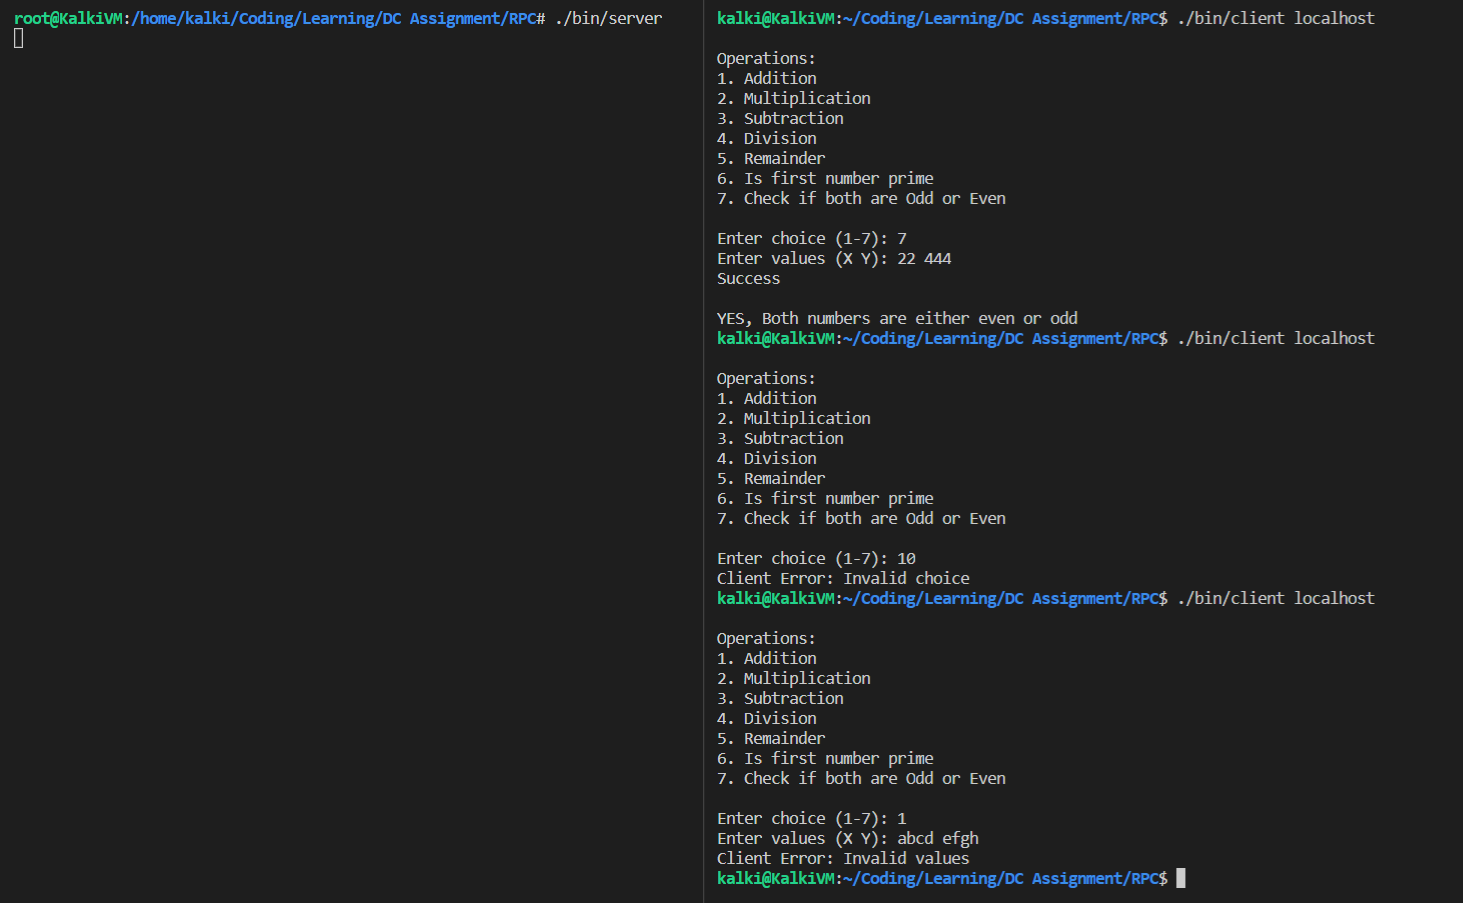 root@KalkiVM:/home/kalki/Coding/Learning/DC Assignment/RPC# ./bin/server
kalki@KalkiVM:~/Coding/Learning/DC Assignment/RPC$ ./bin/client localhost
Operations:
1. Addition
2. Multiplication
3. Subtraction
4. Division
5. Remainder
6. Is first number prime
7. Check if both are Odd or Even
Enter choice (1-7): 7
Enter values (X Y): 22 444
Success
YES, Both numbers are either even or odd
kalki@KalkiVM:~/Coding/Learning/DC Assignment/RPC$ ./bin/client localhost
Operations:
1. Addition
2. Multiplication
3. Subtraction
4. Division
5. Remainder
6. Is first number prime
7. Check if both are Odd or Even
Enter choice (1-7): 10
Client Error: Invalid choice
kalki@KalkiVM:~/Coding/Learning/DC Assignment/RPC$ ./bin/client localhost
Operations:
1. Addition
2. Multiplication
3. Subtraction
4. Division
5. Remainder
6. Is first number prime
7. Check if both are Odd or Even
Enter choice (1-7): 1
Enter values (X Y): abcd efgh
Client Error: Invalid values
kalki@KalkiVM:~/Coding/Learning/DC Assignment/RPC$